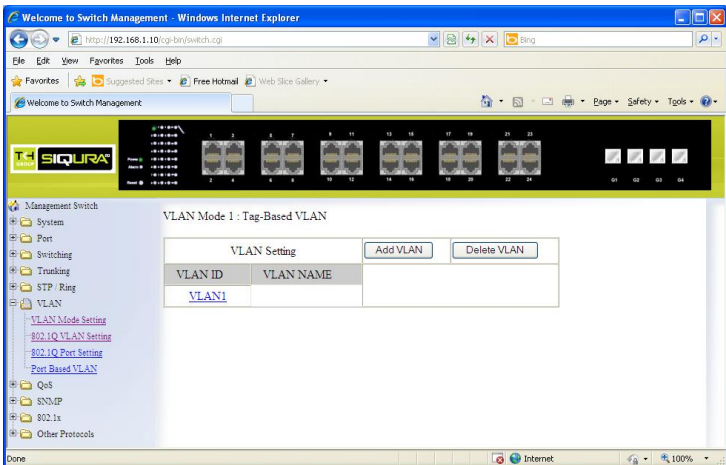 Welcome to Switch Management - Windows Internet Explorer
http://192.168.1.10/cgi-bin/switch.cgi
Bing
File Edit View Favorites Tools Help
Favorites Suggested Sites Free Hotmail Web Slice Gallery
Welcome to Switch Management
Page Safety Tools
1 3 5 7 9 11 13 15 17 19 21 23
TKH GROUP SIQURA
Power
Alarm
Reset
2 4 6 8 10 12 14 16 18 20 22 24
G1 G2 G3 G4
Management Switch
System
Port
Switching
Trunking
STP / Ring
VLAN
VLAN Mode Setting
802.1Q VLAN Setting
802.1Q Port Setting
Port Based VLAN
QoS
SNMP
802.1x
Other Protocols
VLAN Mode 1 : Tag-Based VLAN
VLAN Setting Add VLAN Delete VLAN
VLAN ID VLAN NAME
VLAN1
Done Internet 100%